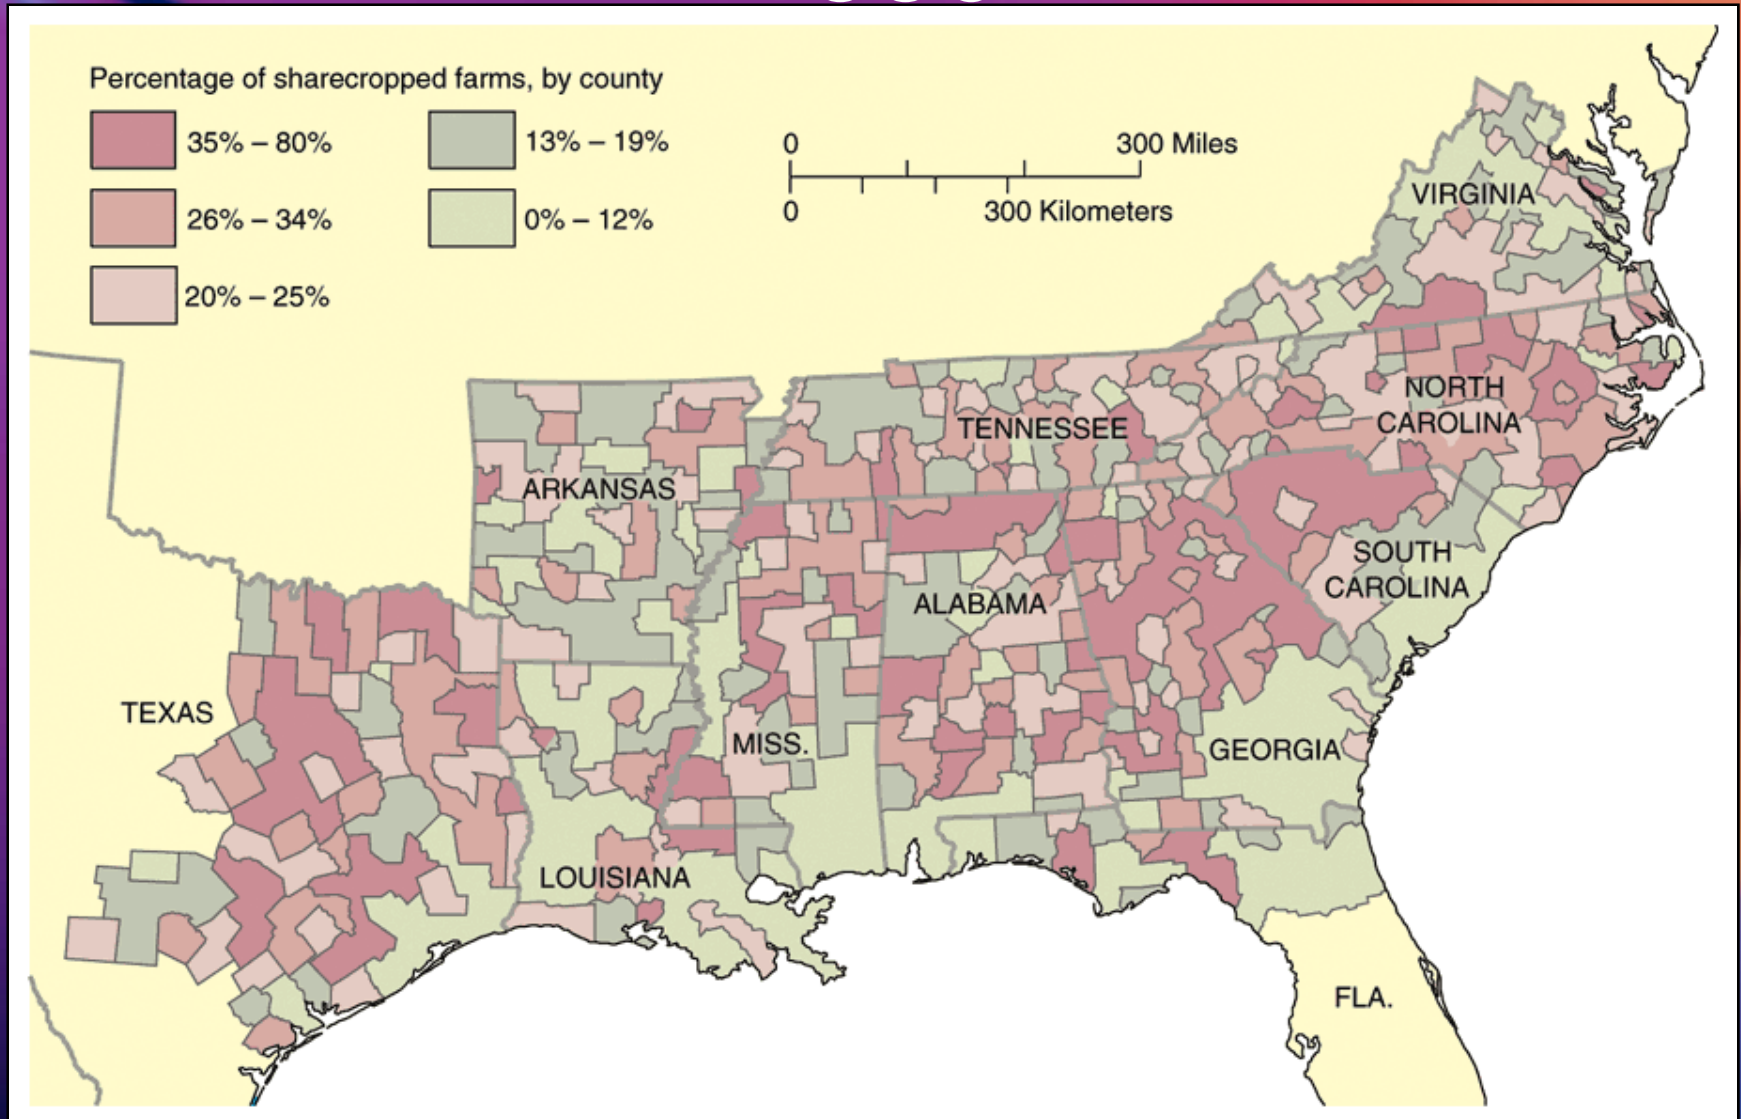 Percentage of sharecropped farms, by county
35% – 80%
26% – 34%
20% – 25%
13% – 19%
0% – 12%
0
300 Miles
0
300 Kilometers
VIRGINIA
NORTH
CAROLINA
TENNESSEE
ARKANSAS
SOUTH
CAROLINA
ALABAMA
TEXAS
MISS.
GEORGIA
LOUISIANA
FLA.